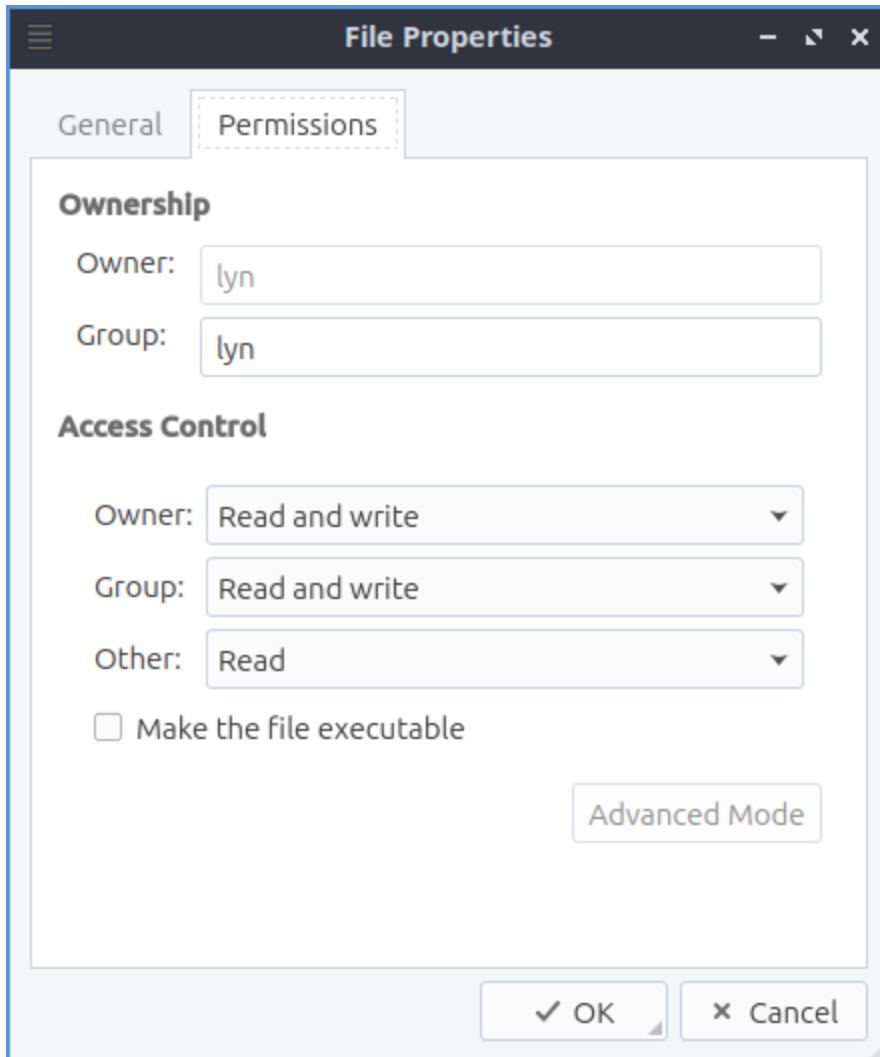 File Properties
General Permissions
Ownership
Owner: lyn
Group: lyn
Access Control
Owner: Read and write
Group: Read and write
Other: Read
Make the file executable
Advanced Mode
OK Cancel